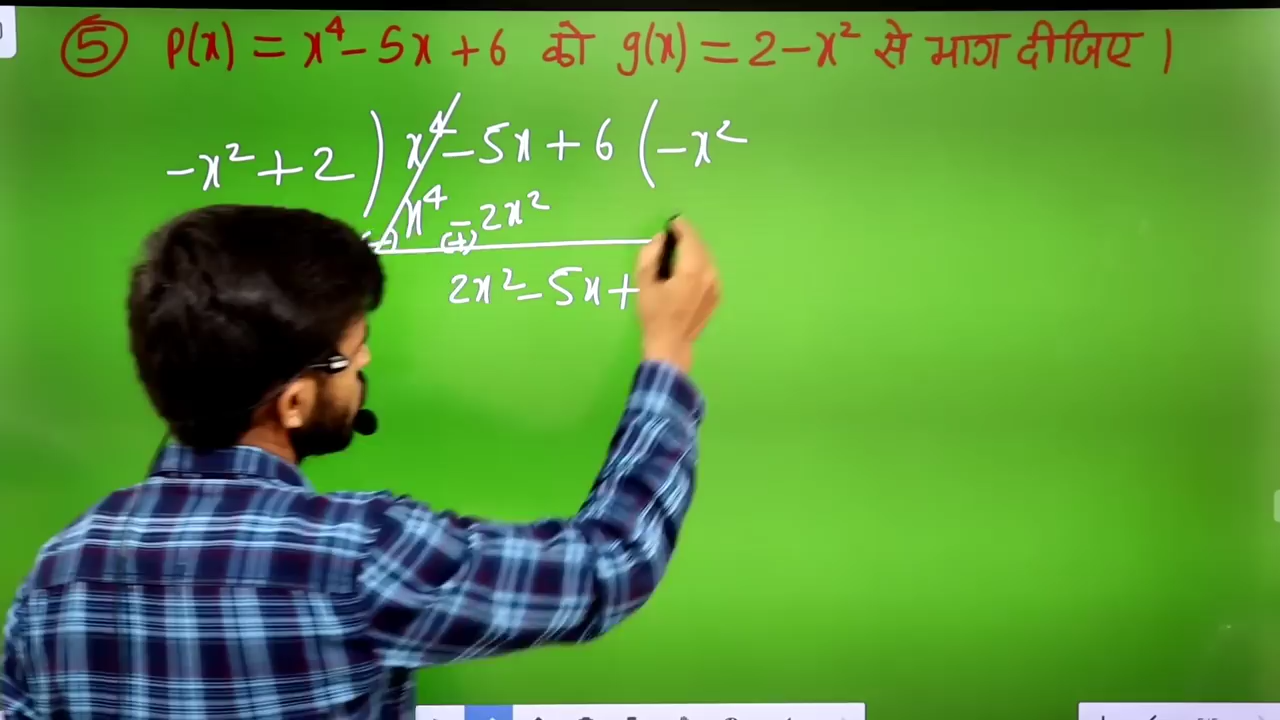 ⑤ P(x) = x⁴ - 5x + 6 को g(x) = 2 - x² से भाग दीजिए ।
-x² + 2 ) x⁴ - 5x + 6 ( -x²
x⁴ - 2x²
(-) (+)
2x² - 5x +